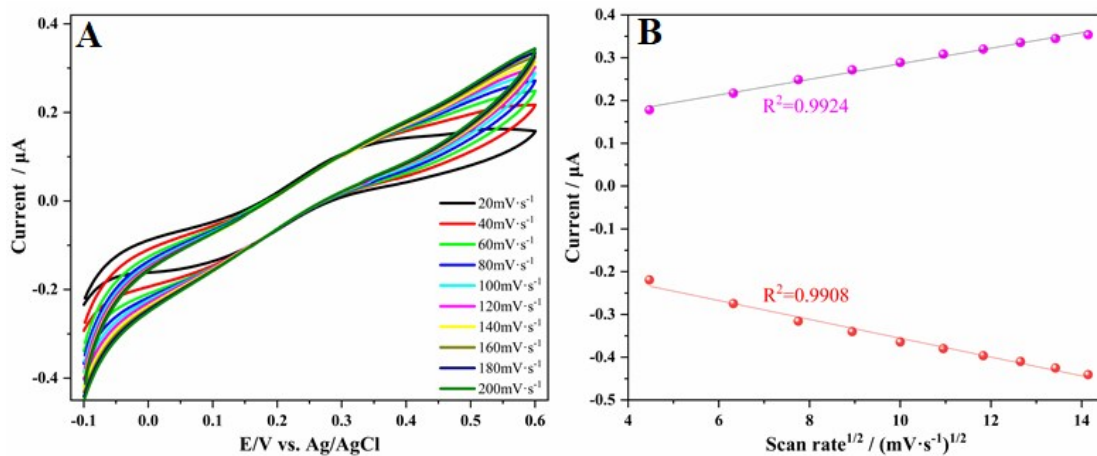 A
0.4
0.2
0.0
-0.2
-0.4
Current / μA
-0.1
0.0
0.1
0.2
0.3
0.4
0.5
0.6
E/V vs. Ag/AgCl
20mV·s⁻¹
40mV·s⁻¹
60mV·s⁻¹
80mV·s⁻¹
100mV·s⁻¹
120mV·s⁻¹
140mV·s⁻¹
160mV·s⁻¹
180mV·s⁻¹
200mV·s⁻¹
B
0.4
0.3
0.2
0.1
0.0
-0.1
-0.2
-0.3
-0.4
-0.5
Current / μA
R²=0.9924
R²=0.9908
4
6
8
10
12
14
Scan rate¹ᐟ² / (mV·s⁻¹)¹ᐟ²